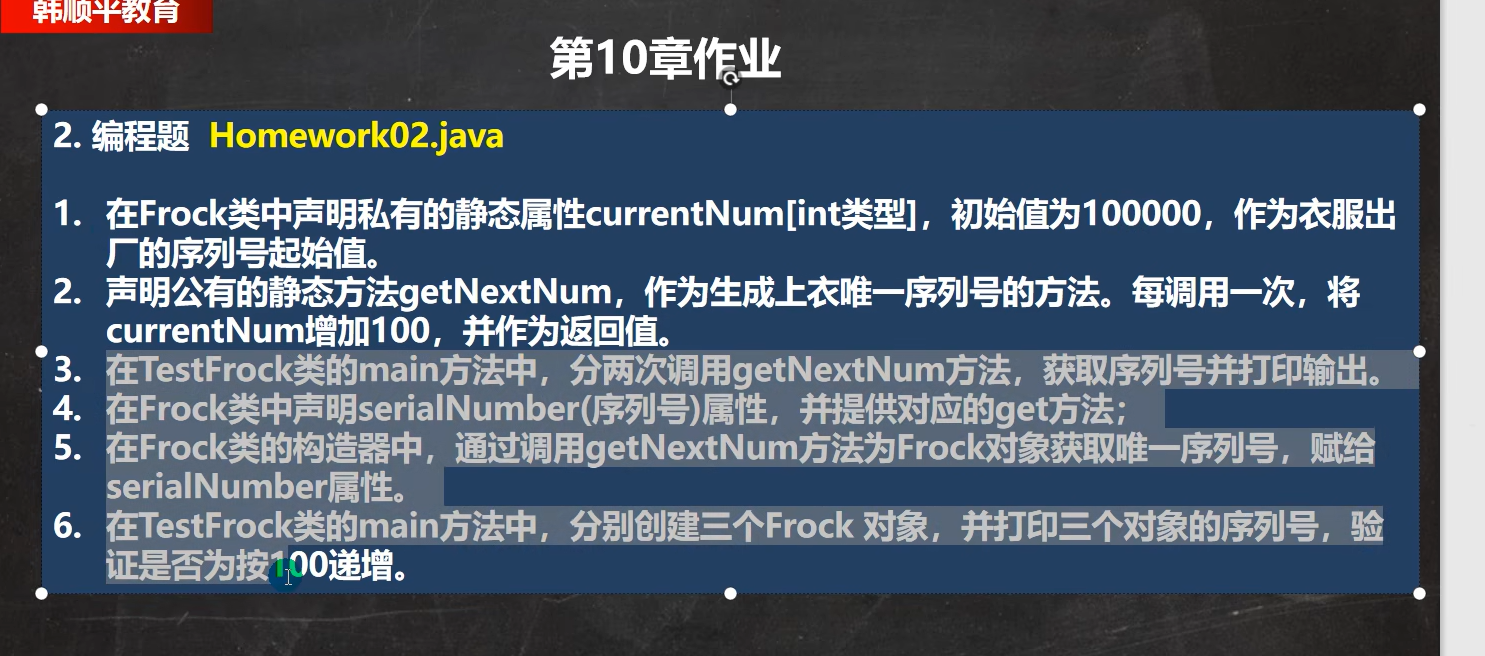 韩顺平教育
第10章作业
2. 编程题 Homework02.java
1. 在Frock类中声明私有的静态属性currentNum[int类型]，初始值为100000，作为衣服出
厂的序列号起始值。
2. 声明公有的静态方法getNextNum，作为生成上衣唯一序列号的方法。每调用一次，将
currentNum增加100，并作为返回值。
3. 在TestFrock类的main方法中，分两次调用getNextNum方法，获取序列号并打印输出。
4. 在Frock类中声明serialNumber(序列号)属性，并提供对应的get方法；
5. 在Frock类的构造器中，通过调用getNextNum方法为Frock对象获取唯一序列号，赋给
serialNumber属性。
6. 在TestFrock类的main方法中，分别创建三个Frock 对象，并打印三个对象的序列号，验
证是否为按100递增。